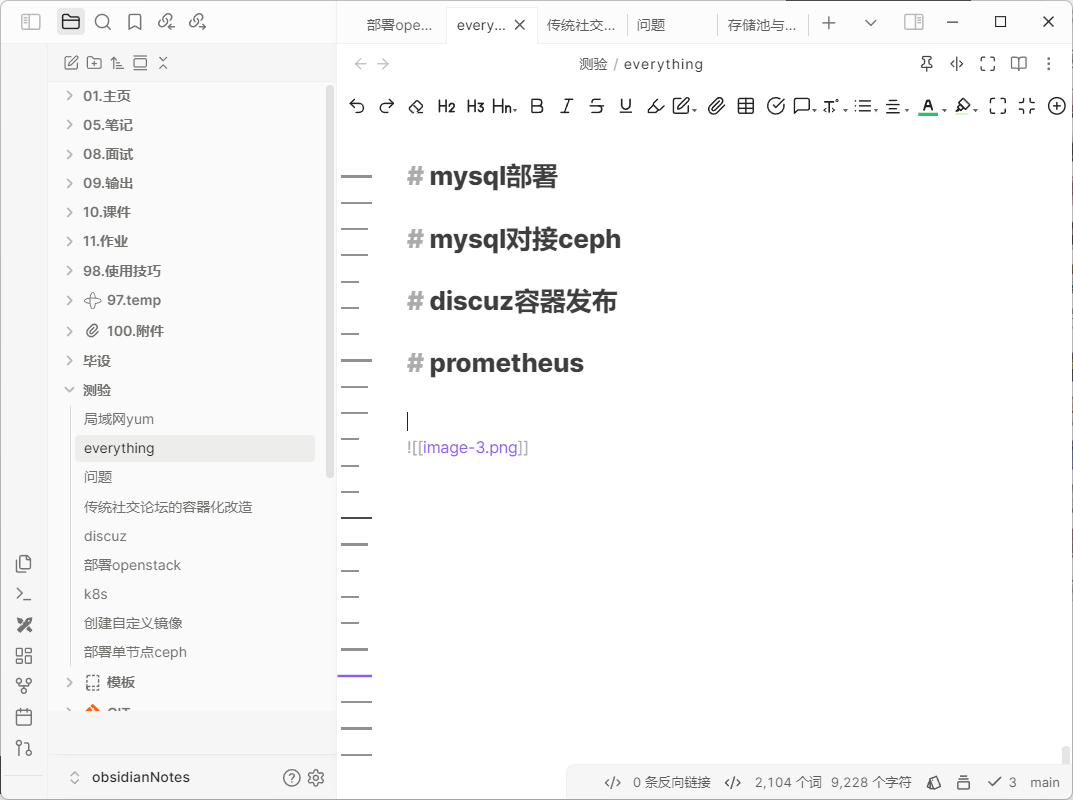 部署ope...
every...
传统社交...
问题
存储池与...
测验 / everything
H2 H3 Hn B I S U A
01.主页
05.笔记
08.面试
09.输出
10.课件
11.作业
98.使用技巧
97.temp
100.附件
毕设
测验
局域网yum
everything
问题
传统社交论坛的容器化改造
discuz
部署openstack
k8s
创建自定义镜像
部署单节点ceph
模板
GIT
obsidianNotes
# mysql部署
# mysql对接ceph
# discuz容器发布
# prometheus
![[image-3.png]]
0 条反向链接 2,104 个词 9,228 个字符 3 main